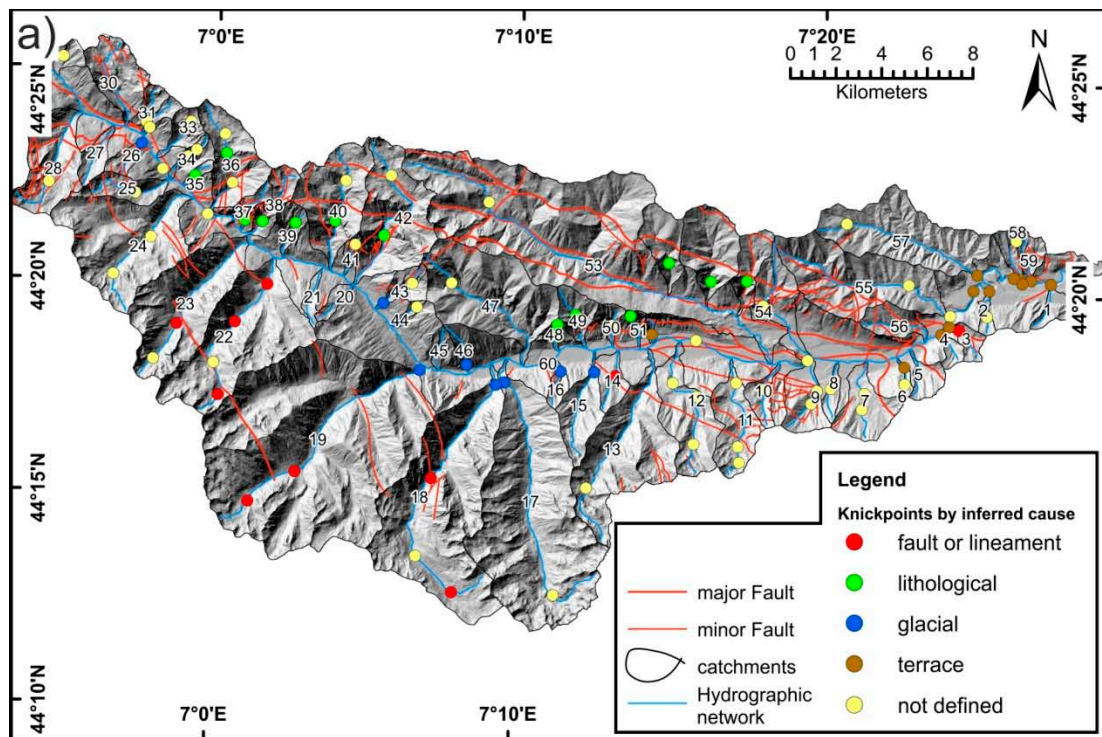 a)
7°0'E 7°10'E 7°20'E
0 1 2 4 6 8
Kilometers
N
44°25'N
44°25'N
44°20'N
44°20'N
44°15'N
44°10'N
7°0'E 7°10'E
30
31
33
26
34
27
36
28
35
25
37
38
39
40
42
24
41
23
22
21
20
43
44
53
47
57
58
59
55
54
56
1
2
3
4
5
6
45
46
48
49
50
51
60
16
14
15
12
10
9
8
7
11
13
19
18
17
Legend
Knickpoints by inferred cause
fault or lineament
lithological
glacial
terrace
not defined
major Fault
minor Fault
catchments
Hydrographic
network